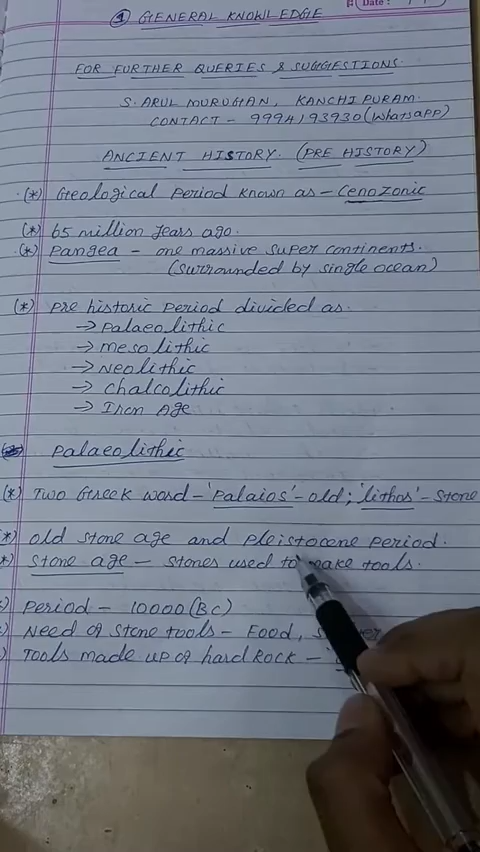 Date :
① GENERAL KNOWLEDGE
FOR FURTHER QUERIES & SUGGESTIONS.
S. ARUL MURUGAN, KANCHIPURAM.
CONTACT - 9994193930 (WhatsAPP)
ANCIENT HISTORY. (PRE HISTORY)
(*) Geological Period known as - Cenozonic
(*) 65 million years ago.
(*) Pangea - one massive super continents.
(surrounded by single ocean)
(*) Pre historic Period divided as.
→ Palaeolithic
→ mesolithic
→ Neolithic
→ Chalcolithic
→ Iron Age
Palaeolithic
(*) Two Greek word - 'Palaios' - old; 'lithos' - Stone
*) old stone age and Pleistocene Period.
*) Stone age - stones used to make tools.
Period - 10000 (BC)
Need of Stone tools - Food,
Tools made up of hard Rock -